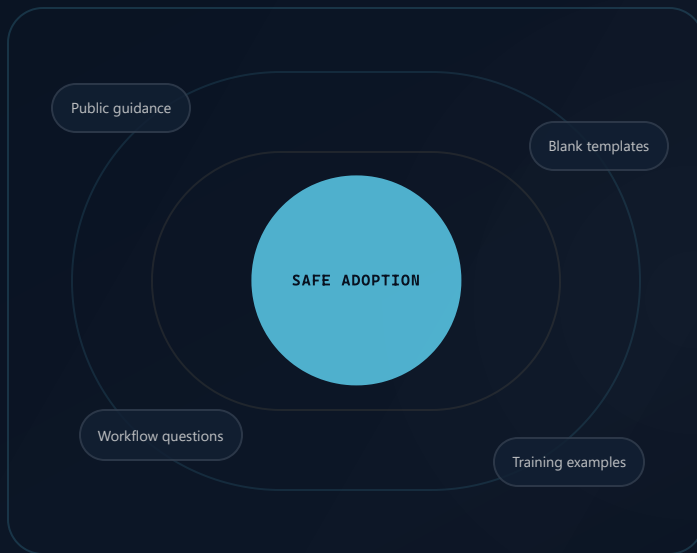 Public guidance
Blank templates
SAFE ADOPTION
Workflow questions
Training examples